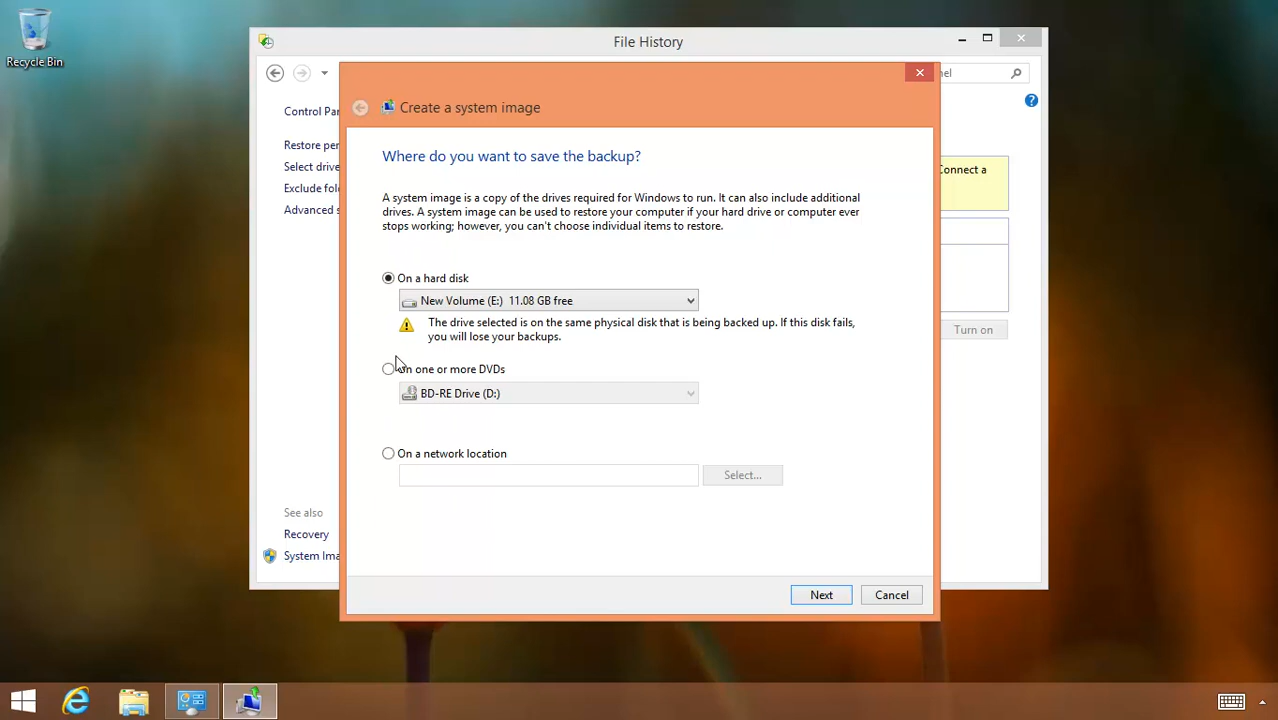 Recycle Bin
File History
nel
Control Pa
Restore per
Select drive
Exclude fol
Advanced s
Connect a
Turn on
See also
Recovery
System Ima
Create a system image
Where do you want to save the backup?
A system image is a copy of the drives required for Windows to run. It can also include additional
drives. A system image can be used to restore your computer if your hard drive or computer ever
stops working; however, you can't choose individual items to restore.
On a hard disk
New Volume (E:) 11.08 GB free
The drive selected is on the same physical disk that is being backed up. If this disk fails,
you will lose your backups.
On one or more DVDs
BD-RE Drive (D:)
On a network location
Select...
Next
Cancel